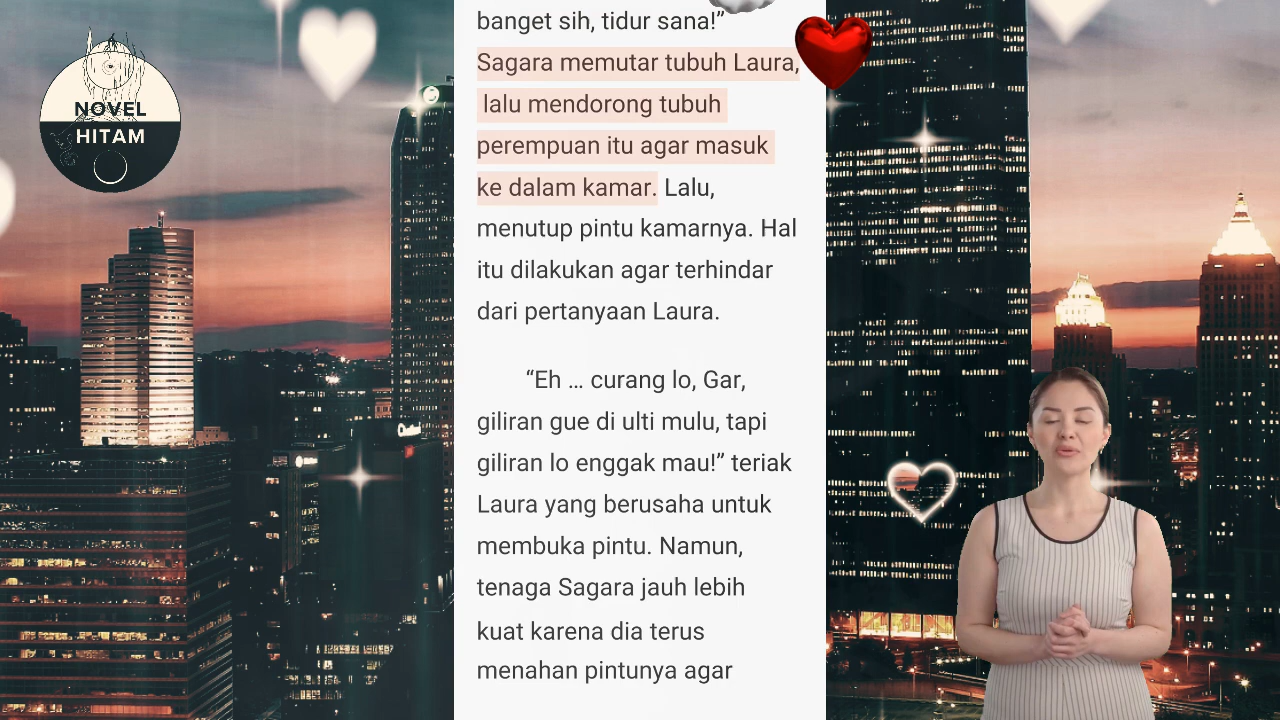 NOVEL
HITAM
banget sih, tidur sana!”
Sagara memutar tubuh Laura,
lalu mendorong tubuh
perempuan itu agar masuk
ke dalam kamar. Lalu,
menutup pintu kamarnya. Hal
itu dilakukan agar terhindar
dari pertanyaan Laura.
“Eh ... curang lo, Gar,
giliran gue di ulti mulu, tapi
giliran lo enggak mau!” teriak
Laura yang berusaha untuk
membuka pintu. Namun,
tenaga Sagara jauh lebih
kuat karena dia terus
menahan pintunya agar